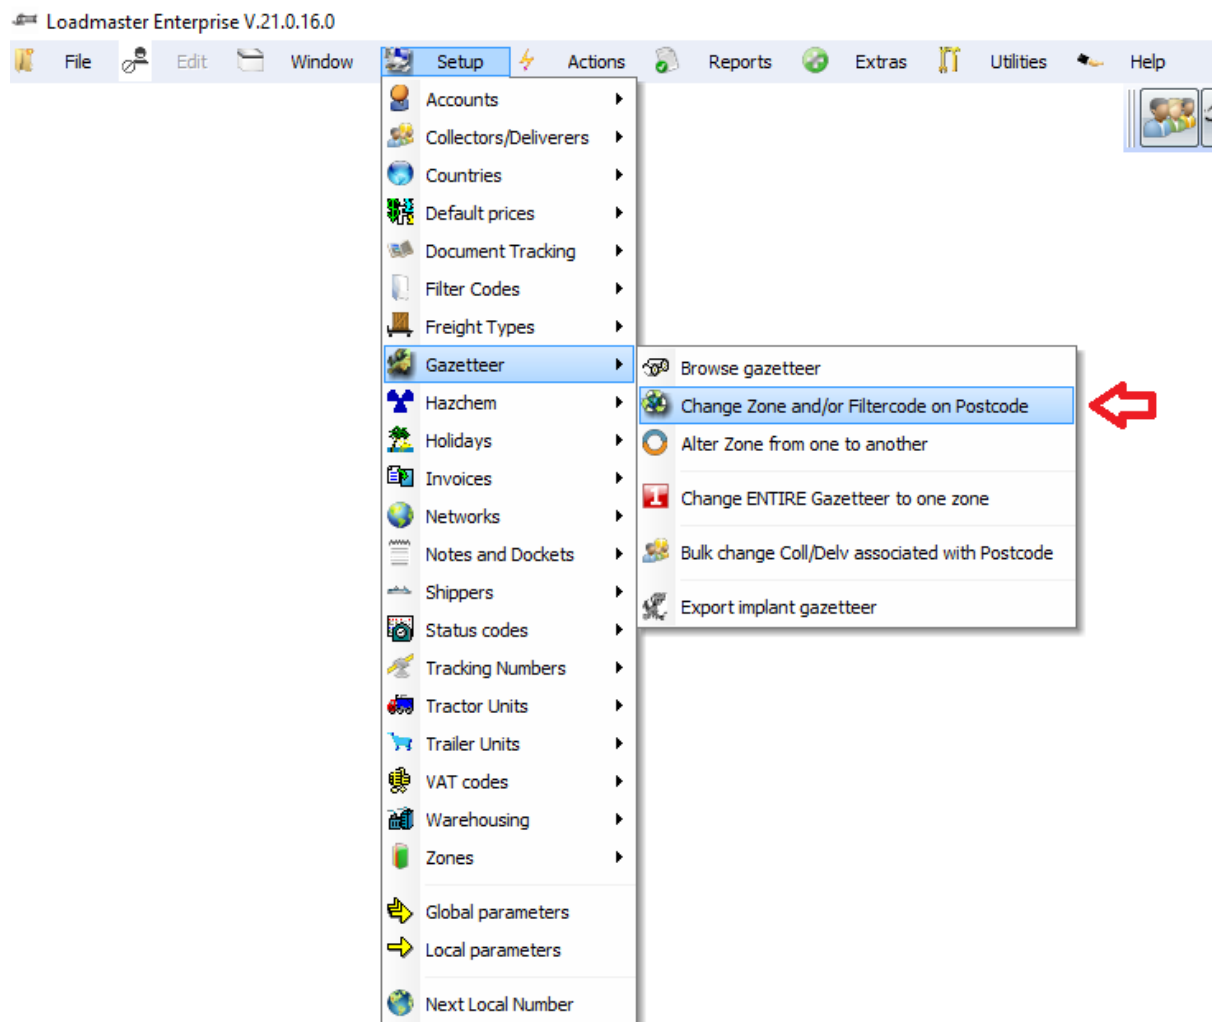 Loadmaster Enterprise V.21.0.16.0
File Edit Window Setup Actions Reports Extras Utilities Help
Accounts
Collectors/Deliverers
Countries
Default prices
Document Tracking
Filter Codes
Freight Types
Gazetteer
Hazchem
Holidays
Invoices
Networks
Notes and Dockets
Shippers
Status codes
Tracking Numbers
Tractor Units
Trailer Units
VAT codes
Warehousing
Zones
Global parameters
Local parameters
Next Local Number
Browse gazetteer
Change Zone and/or Filtercode on Postcode
Alter Zone from one to another
1
Change ENTIRE Gazetteer to one zone
Bulk change Coll/Delv associated with Postcode
Export implant gazetteer